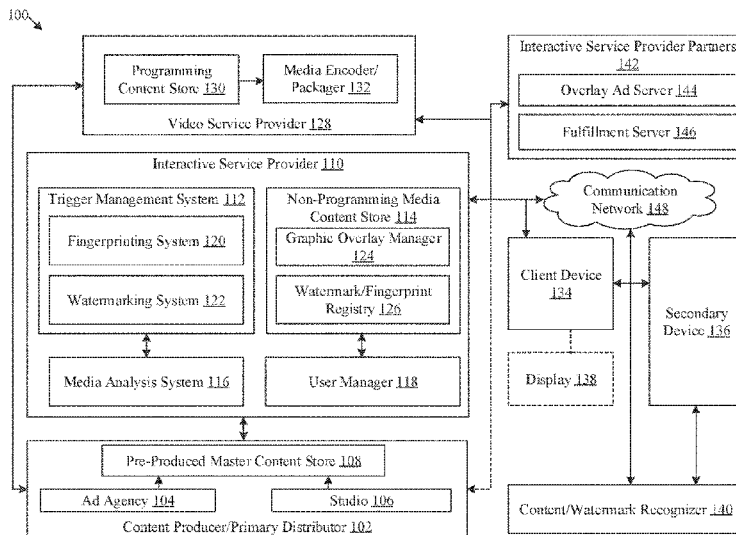 100
Programming
Content Store 130
Media Encoder/
Packager 132
Video Service Provider 128
Interactive Service Provider Partners
142
Overlay Ad Server 144
Fulfillment Server 146
Interactive Service Provider 110
Trigger Management System 112
Fingerprinting System 120
Watermarking System 122
Non-Programming Media
Content Store 114
Graphic Overlay Manager
124
Watermark/Fingerprint
Registry 126
Media Analysis System 116
User Manager 118
Communication
Network 148
Client Device
134
Secondary
Device 136
Display 138
Pre-Produced Master Content Store 108
Ad Agency 104
Studio 106
Content Producer/Primary Distributor 102
Content/Watermark Recognizer 140